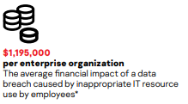 $1,195,000
per enterprise organization
The average financial impact of a data
breach caused by inappropriate IT resource
use by employees*